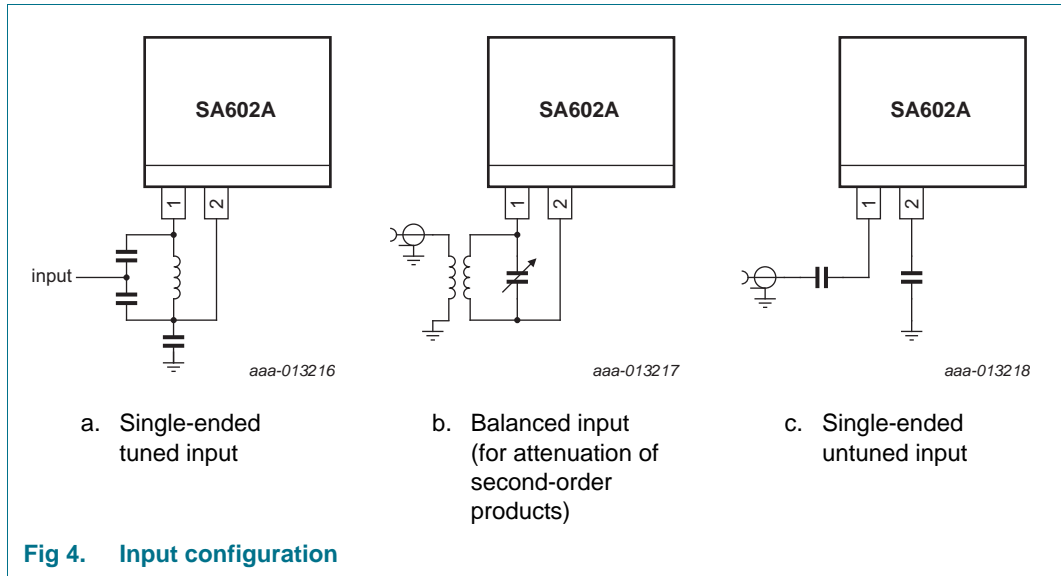 SA602A
1
2
input
aaa-013216
a. Single-ended
tuned input
SA602A
1
2
aaa-013217
b. Balanced input
(for attenuation of
second-order
products)
SA602A
1
2
aaa-013218
c. Single-ended
untuned input
Fig 4. Input configuration